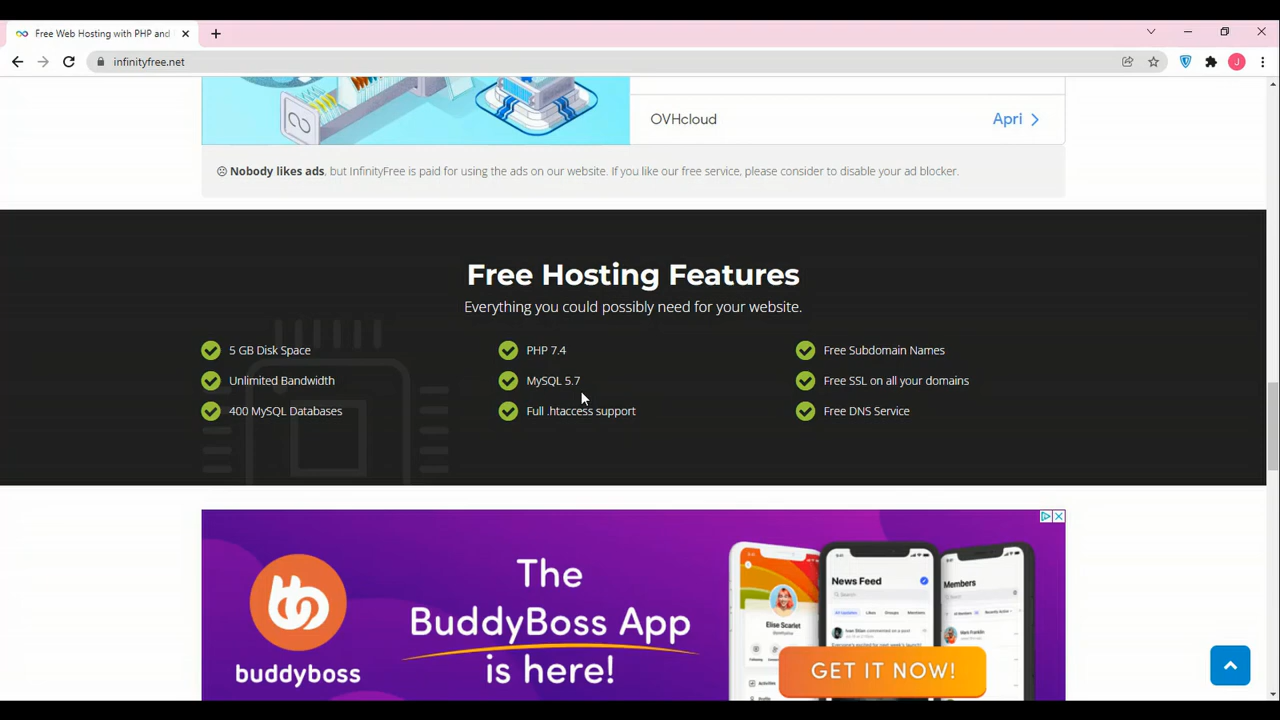 Free Web Hosting with PHP and
infinityfree.net
J
OVHcloud
Apri
Nobody likes ads, but InfinityFree is paid for using the ads on our website. If you like our free service, please consider to disable your ad blocker.
Free Hosting Features
Everything you could possibly need for your website.
5 GB Disk Space
PHP 7.4
Free Subdomain Names
Unlimited Bandwidth
MySQL 5.7
Free SSL on all your domains
400 MySQL Databases
Full .htaccess support
Free DNS Service
The
BuddyBoss App
is here!
buddyboss
News Feed
Members
Elise Scarlet
GET IT NOW!